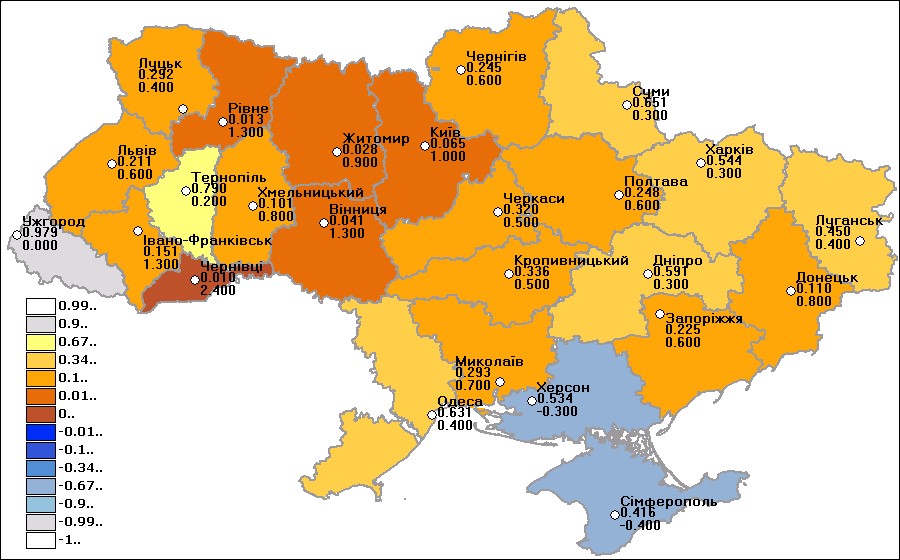 Чернігів
0.245
0.600
Луцьк
0.292
0.400
Суми
0.651
0.300
Рівне
0.013
1.300
Житомир
0.028
0.900
Київ
0.065
1.000
Львів
0.211
0.600
Харків
0.544
0.300
Тернопіль
0.790
0.200
Хмельницький
0.101
0.800
Полтава
0.248
0.600
Черкаси
0.320
0.500
Вінниця
0.041
1.300
Ужгород
0.979
0.000
Луганськ
0.450
0.400
Івано-Франківськ
0.151
1.300
Чернівці
0.010
2.400
Кропивницький
0.336
0.500
Дніпро
0.591
0.300
Донецьк
0.110
0.800
Запоріжжя
0.225
0.600
Миколаїв
0.293
0.700
Херсон
0.534
-0.300
Одеса
0.631
0.400
Сімферополь
0.416
-0.400
0.99..
0.9..
0.67..
0.34..
0.1..
0.01..
0..
-0.01..
-0.1..
-0.34..
-0.67..
-0.9..
-0.99..
-1..